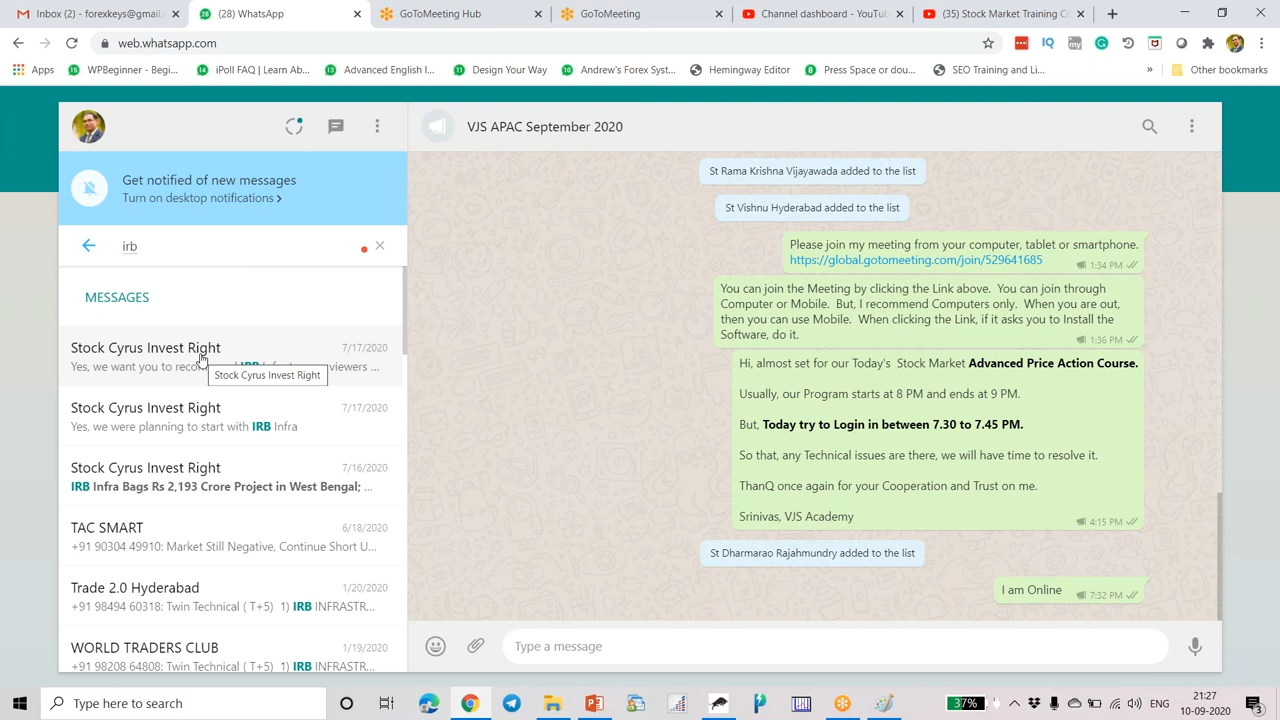 Inbox (2) - forexkeys@gmail.
(28) WhatsApp
GoToMeeting Hub
GoToMeeting
Channel dashboard - YouTube
(35) Stock Market Training Co
web.whatsapp.com
Apps
WPBeginner - Begi...
iPoll FAQ | Learn Ab...
Advanced English I...
Design Your Way
Andrew's Forex Syst...
Hemingway Editor
Press Space or dou...
SEO Training and Li...
Other bookmarks
VJS APAC September 2020
Get notified of new messages
Turn on desktop notifications >
irb
MESSAGES
Stock Cyrus Invest Right
7/17/2020
Yes, we want you to viewers ...
Stock Cyrus Invest Right
Stock Cyrus Invest Right
7/17/2020
Yes, we were planning to start with IRB Infra
Stock Cyrus Invest Right
7/16/2020
IRB Infra Bags Rs 2,193 Crore Project in West Bengal; ...
TAC SMART
6/18/2020
+91 90304 49910: Market Still Negative, Continue Short U...
Trade 2.0 Hyderabad
1/20/2020
+91 98494 60318: Twin Technical ( T+5) 1) IRB INFRASTR...
WORLD TRADERS CLUB
1/19/2020
+91 98208 64808: Twin Technical ( T+5) 1) IRB INFRASTR...
St Rama Krishna Vijayawada added to the list
St Vishnu Hyderabad added to the list
Please join my meeting from your computer, tablet or smartphone.
https://global.gotomeeting.com/join/529641685
1:34 PM
You can join the Meeting by clicking the Link above. You can join through
Computer or Mobile. But, I recommend Computers only. When you are out,
then you can use Mobile. When clicking the Link, if it asks you to Install the
Software, do it.
1:36 PM
Hi, almost set for our Today's Stock Market Advanced Price Action Course.
Usually, our Program starts at 8 PM and ends at 9 PM.
But, Today try to Login in between 7.30 to 7.45 PM.
So that, any Technical issues are there, we will have time to resolve it.
ThanQ once again for your Cooperation and Trust on me.
Srinivas, VJS Academy
4:15 PM
St Dharmarao Rajahmundry added to the list
I am Online
7:32 PM
Type a message
Type here to search
37%
ENG
21:27
10-09-2020
3